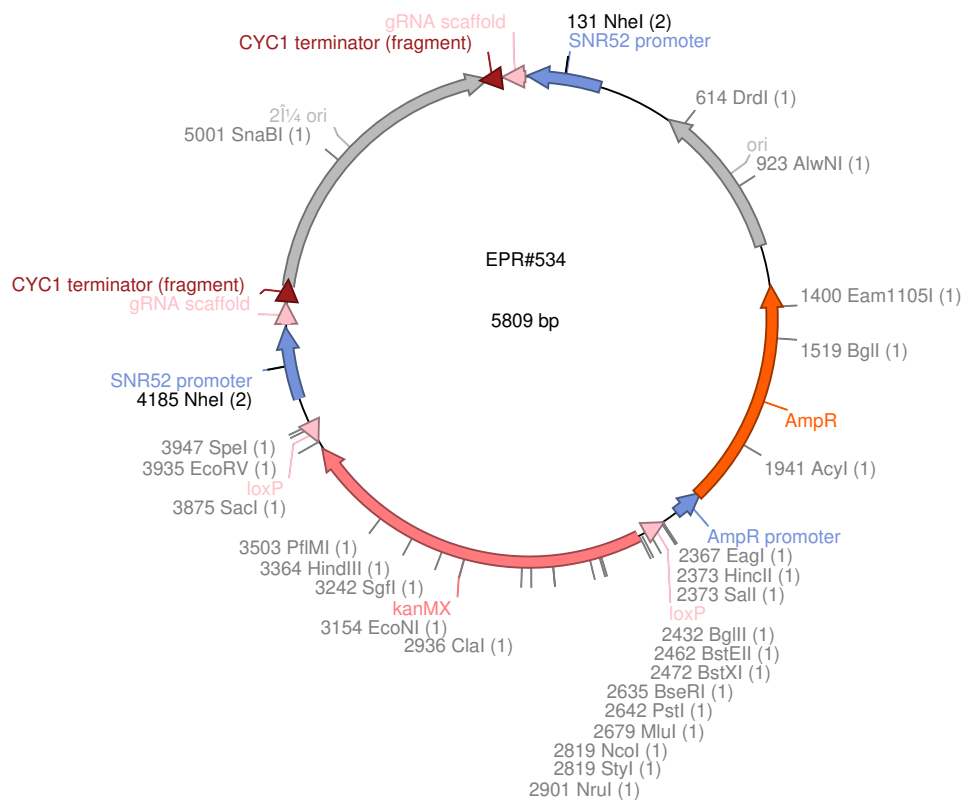 gRNA scaffold
131 NheI (2)
CYC1 terminator (fragment)
SNR52 promoter
614 DrdI (1)
2Î¼ ori
5001 SnaBI (1)
ori
923 AlwNI (1)
EPR#534
5809 bp
CYC1 terminator (fragment)
gRNA scaffold
1400 Eam1105I (1)
1519 BglI (1)
SNR52 promoter
4185 NheI (2)
AmpR
3947 SpeI (1)
3935 EcoRV (1)
loxP
3875 SacI (1)
1941 AcyI (1)
AmpR promoter
3503 PflMI (1)
3364 HindIII (1)
3242 SgfI (1)
kanMX
3154 EcoNI (1)
2936 ClaI (1)
2367 EagI (1)
2373 HincII (1)
2373 SalI (1)
loxP
2432 BglII (1)
2462 BstEII (1)
2472 BstXI (1)
2635 BseRI (1)
2642 PstI (1)
2679 MluI (1)
2819 NcoI (1)
2819 StyI (1)
2901 NruI (1)